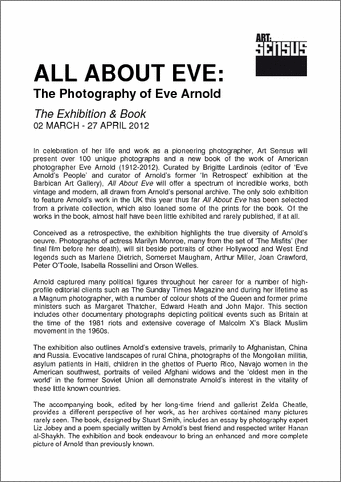 ART:
SENSUS
ALL ABOUT EVE:
The Photography of Eve Arnold
The Exhibition & Book
02 MARCH - 27 APRIL 2012
In celebration of her life and work as a pioneering photographer, Art Sensus will
present over 100 unique photographs and a new book of the work of American
photographer Eve Arnold (1912-2012). Curated by Brigitte Lardinois (editor of 'Eve
Arnold's People' and curator of Arnold's former 'In Retrospect' exhibition at the
Barbican Art Gallery), All About Eve will offer a spectrum of incredible works, both
vintage and modern, all drawn from Arnold's personal archive. The only solo exhibition
to feature Arnold's work in the UK this year thus far All About Eve has been selected
from a private collection, which also loaned some of the prints for the book. Of the
works in the book, almost half have been little exhibited and rarely published, if at all.
Conceived as a retrospective, the exhibition highlights the true diversity of Arnold's
oeuvre. Photographs of actress Marilyn Monroe, many from the set of 'The Misfits' (her
final film before her death), will sit beside portraits of other Hollywood and West End
legends such as Marlene Dietrich, Somerset Maugham, Arthur Miller, Joan Crawford,
Peter O'Toole, Isabella Rossellini and Orson Welles.
Arnold captured many political figures throughout her career for a number of high-
profile editorial clients such as The Sunday Times Magazine and during her lifetime as
a Magnum photographer, with a number of colour shots of the Queen and former prime
ministers such as Margaret Thatcher, Edward Heath and John Major. This section
includes other documentary photographs depicting political events such as Britain at
the time of the 1981 riots and extensive coverage of Malcolm X's Black Muslim
movement in the 1960s.
The exhibition also outlines Arnold's extensive travels, primarily to Afghanistan, China
and Russia. Evocative landscapes of rural China, photographs of the Mongolian militia,
asylum patients in Haiti, children in the ghettos of Puerto Rico, Navajo women in the
American southwest, portraits of veiled Afghani widows and the 'oldest men in the
world' in the former Soviet Union all demonstrate Arnold's interest in the vitality of
these little known countries.
The accompanying book, edited by her long-time friend and gallerist Zelda Cheatle,
provides a different perspective of her work, as her archives contained many pictures
rarely seen. The book, designed by Stuart Smith, includes an essay by photography expert
Liz Jobey and a poem specially written by Arnold's best friend and respected writer Hanan
al-Shaykh. The exhibition and book endeavour to bring an enhanced and more complete
picture of Arnold than previously known.